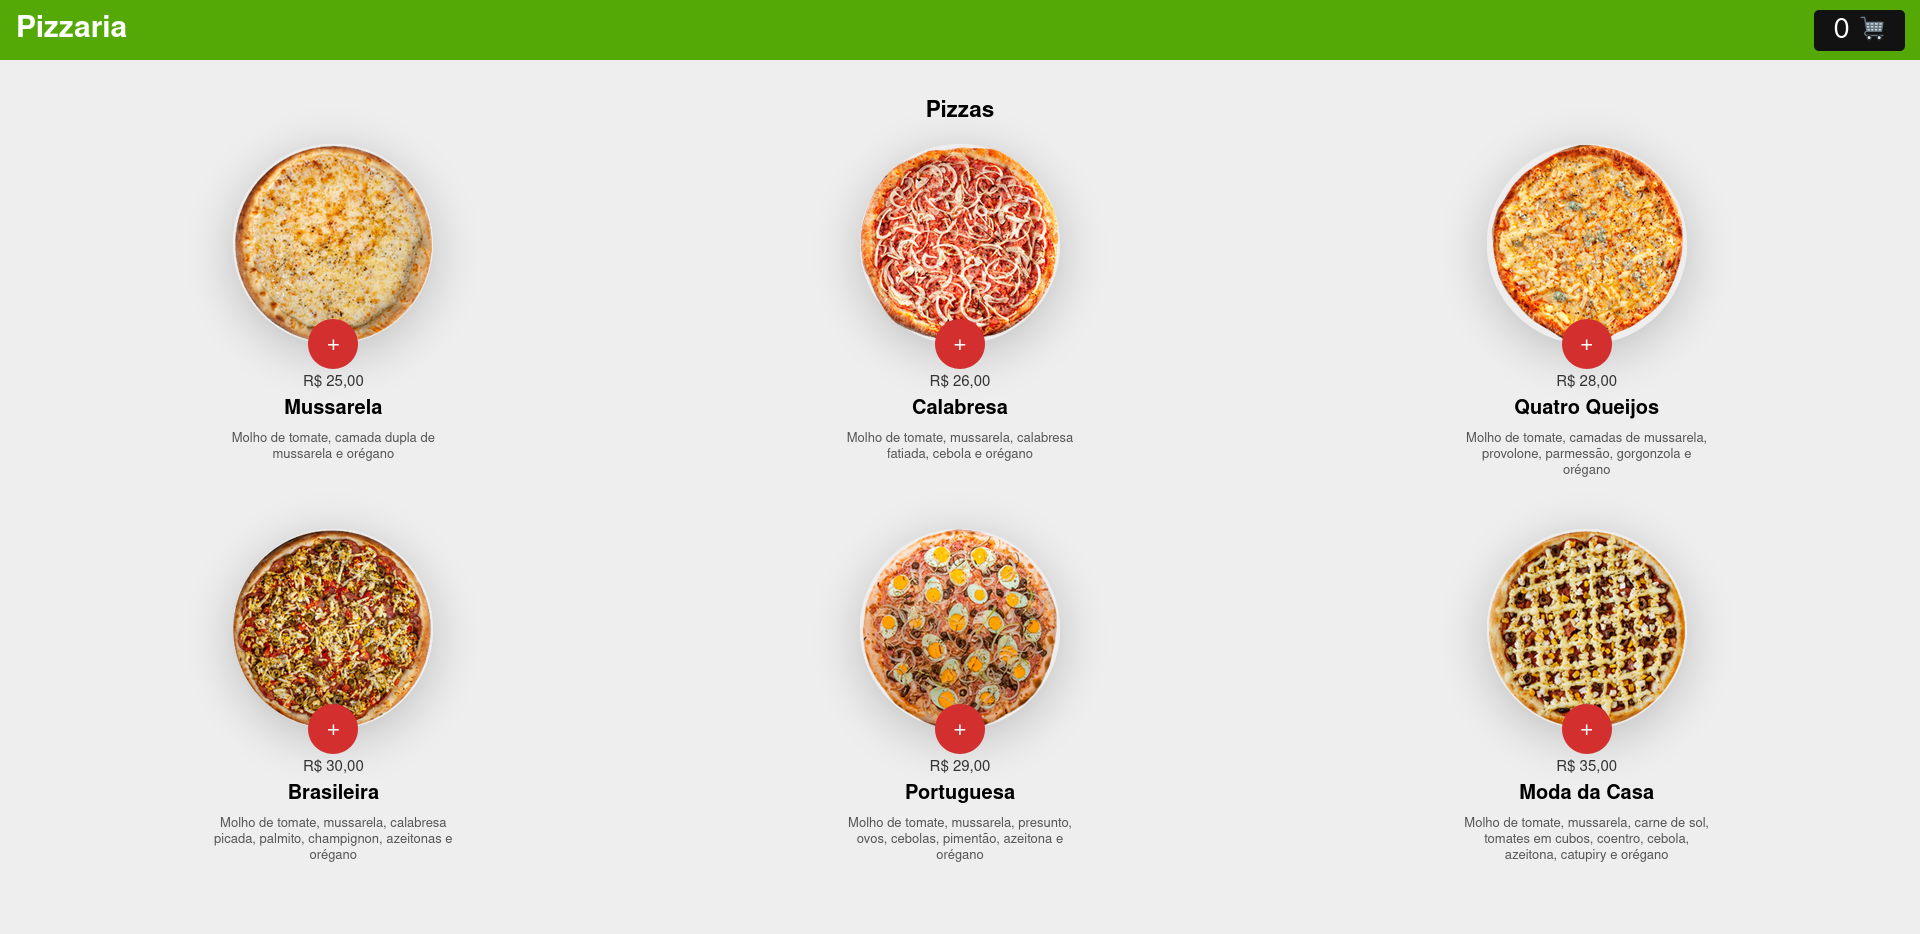 Pizzaria
0
Pizzas
+
R$ 25,00
Mussarela
Molho de tomate, camada dupla de
mussarela e orégano
+
R$ 26,00
Calabresa
Molho de tomate, mussarela, calabresa
fatiada, cebola e orégano
+
R$ 28,00
Quatro Queijos
Molho de tomate, camadas de mussarela,
provolone, parmessão, gorgonzola e
orégano
+
R$ 30,00
Brasileira
Molho de tomate, mussarela, calabresa
picada, palmito, champignon, azeitonas e
orégano
+
R$ 29,00
Portuguesa
Molho de tomate, mussarela, presunto,
ovos, cebolas, pimentão, azeitona e
orégano
+
R$ 35,00
Moda da Casa
Molho de tomate, mussarela, carne de sol,
tomates em cubos, coentro, cebola,
azeitona, catupiry e orégano